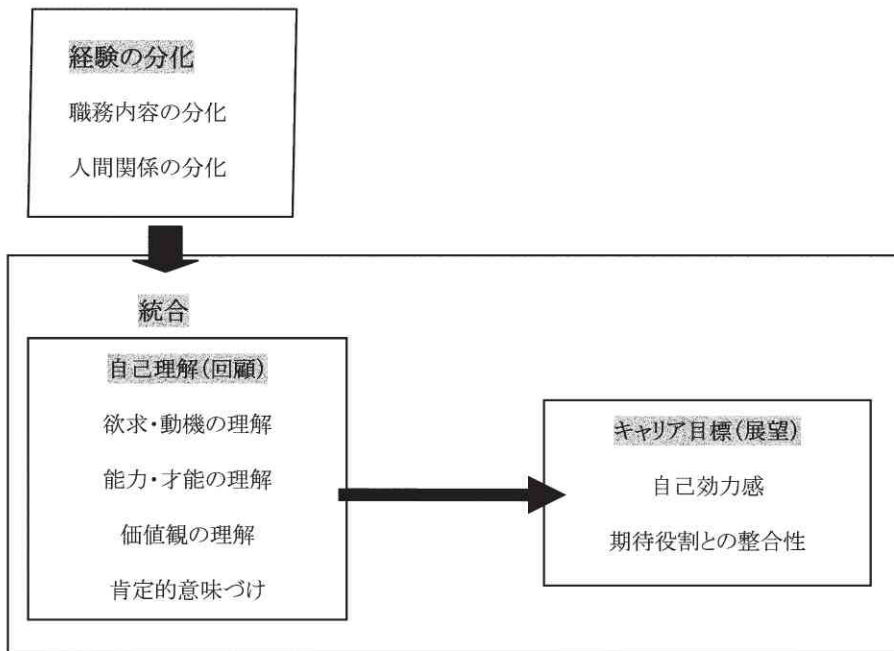 経験の分化
職務内容の分化
人間関係の分化
統合
自己理解(回顧)
欲求・動機の理解
能力・才能の理解
価値観の理解
肯定的意味づけ
キャリア目標(展望)
自己効力感
期待役割との整合性